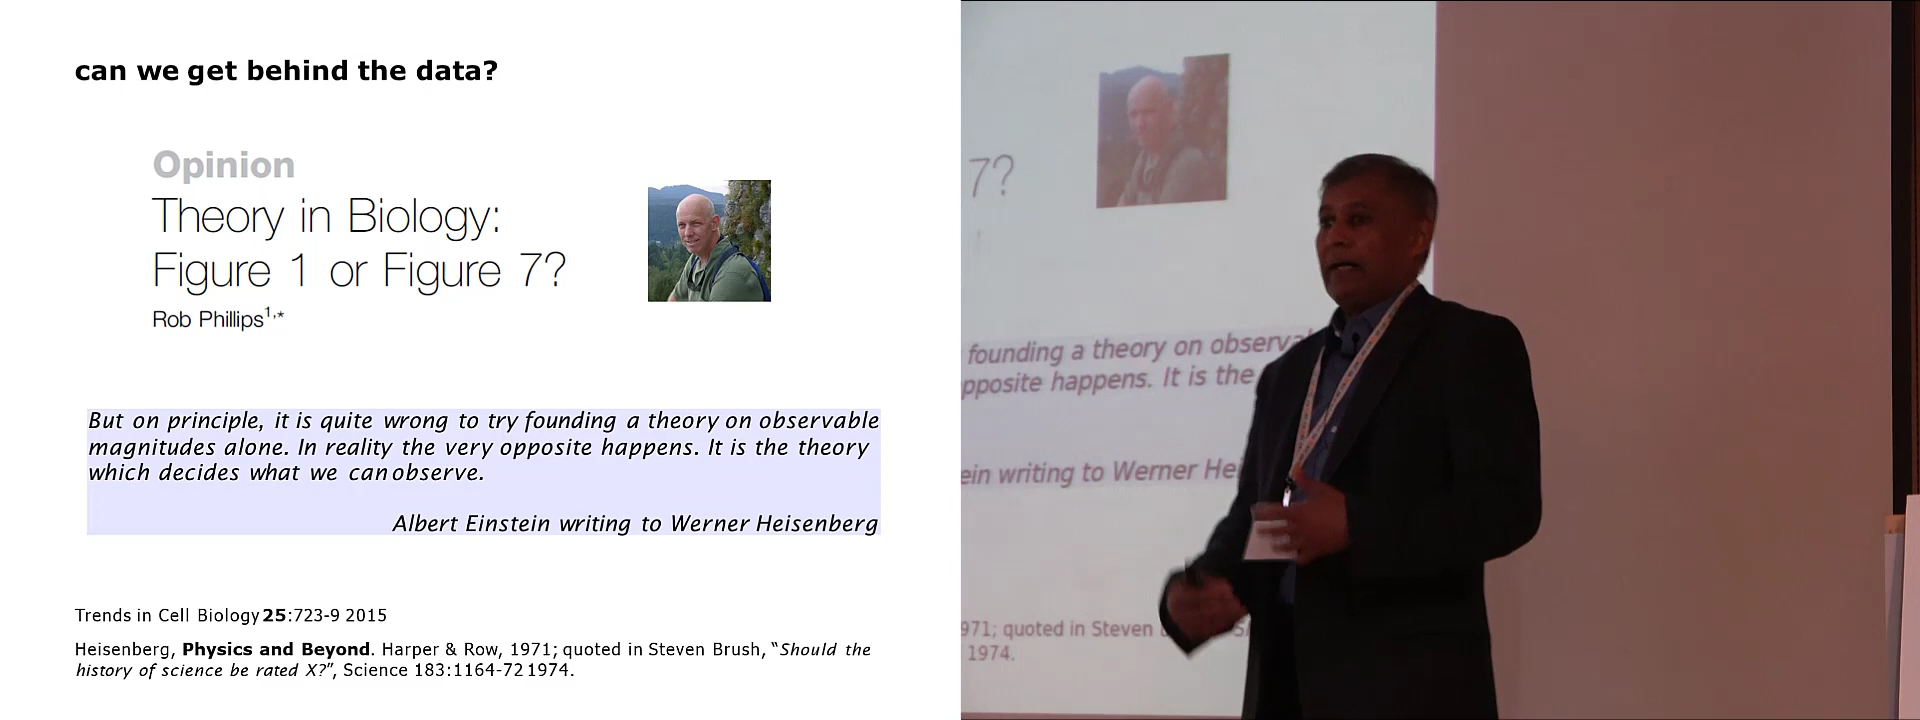 can we get behind the data?
Opinion
Theory in Biology:
Figure 1 or Figure 7?
Rob Phillips1,*
But on principle, it is quite wrong to try founding a theory on observable
magnitudes alone. In reality the very opposite happens. It is the theory
which decides what we can observe.
Albert Einstein writing to Werner Heisenberg
Trends in Cell Biology 25:723-9 2015
Heisenberg, Physics and Beyond. Harper & Row, 1971; quoted in Steven Brush, "Should the
history of science be rated X?", Science 183:1164-72 1974.
7?
founding a theory on observa
pposite happens. It is the
ein writing to Werner Hei
971; quoted in Steven
1974.